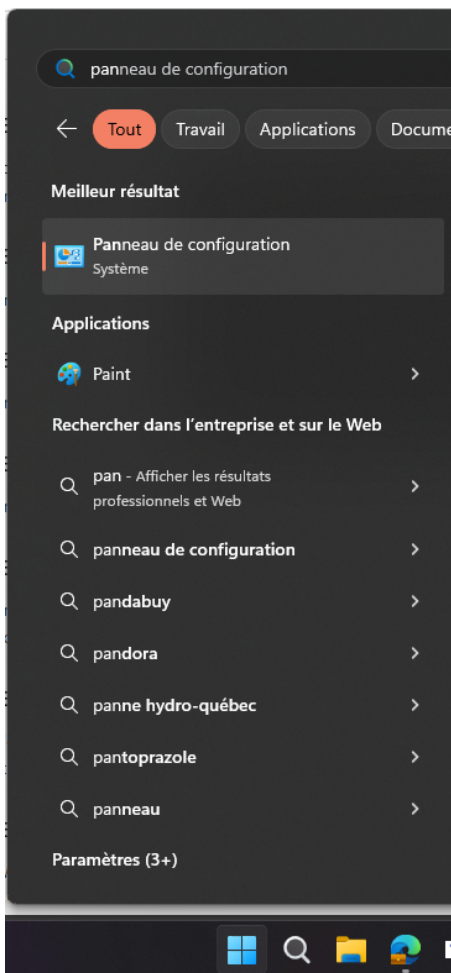 panneau de configuration
Tout Travail Applications Docume
Meilleur résultat
Panneau de configuration
Système
Applications
Paint
Rechercher dans l'entreprise et sur le Web
pan - Afficher les résultats
professionnels et Web
panneau de configuration
pandabuy
pandora
panne hydro-québec
pantoprazole
panneau
Paramètres (3+)